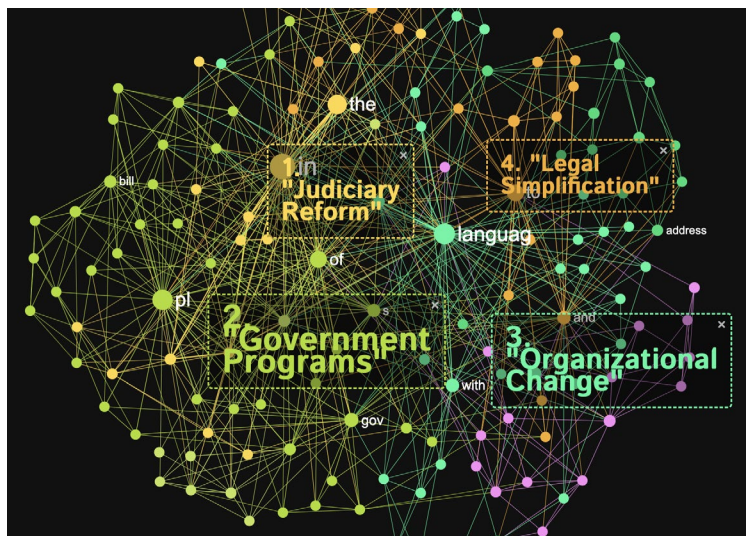 the
1.
in
"Judiciary
Reform"
×
4. "Legal
Simplification"
×
bill
languag
address
of
pl
2.
"Government
Programs"
×
s
and
3.
"Organizational
Change"
×
with
gov